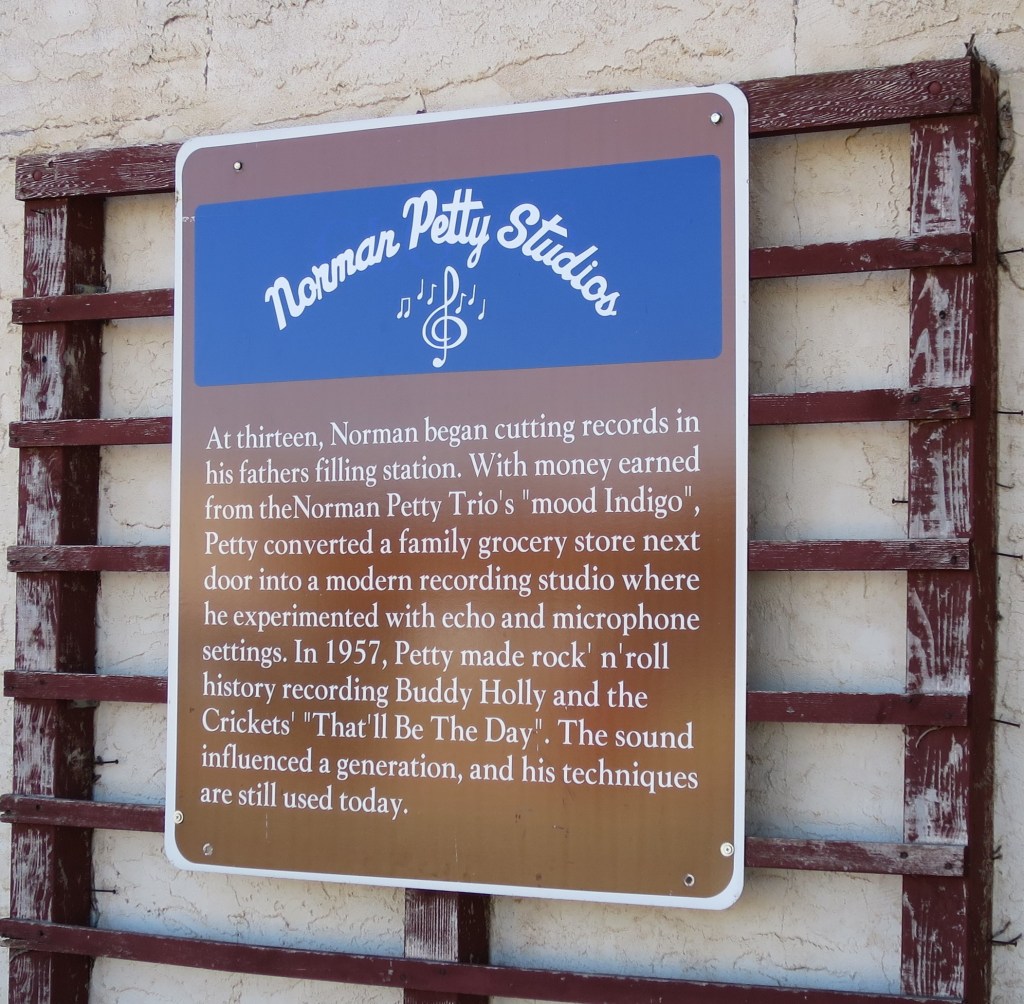 Norman Petty Studios
At thirteen, Norman began cutting records in
his fathers filling station. With money earned
from theNorman Petty Trio's "mood Indigo",
Petty converted a family grocery store next
door into a modern recording studio where
he experimented with echo and microphone
settings. In 1957, Petty made rock' n'roll
history recording Buddy Holly and the
Crickets' "That'll Be The Day". The sound
influenced a generation, and his techniques
are still used today.